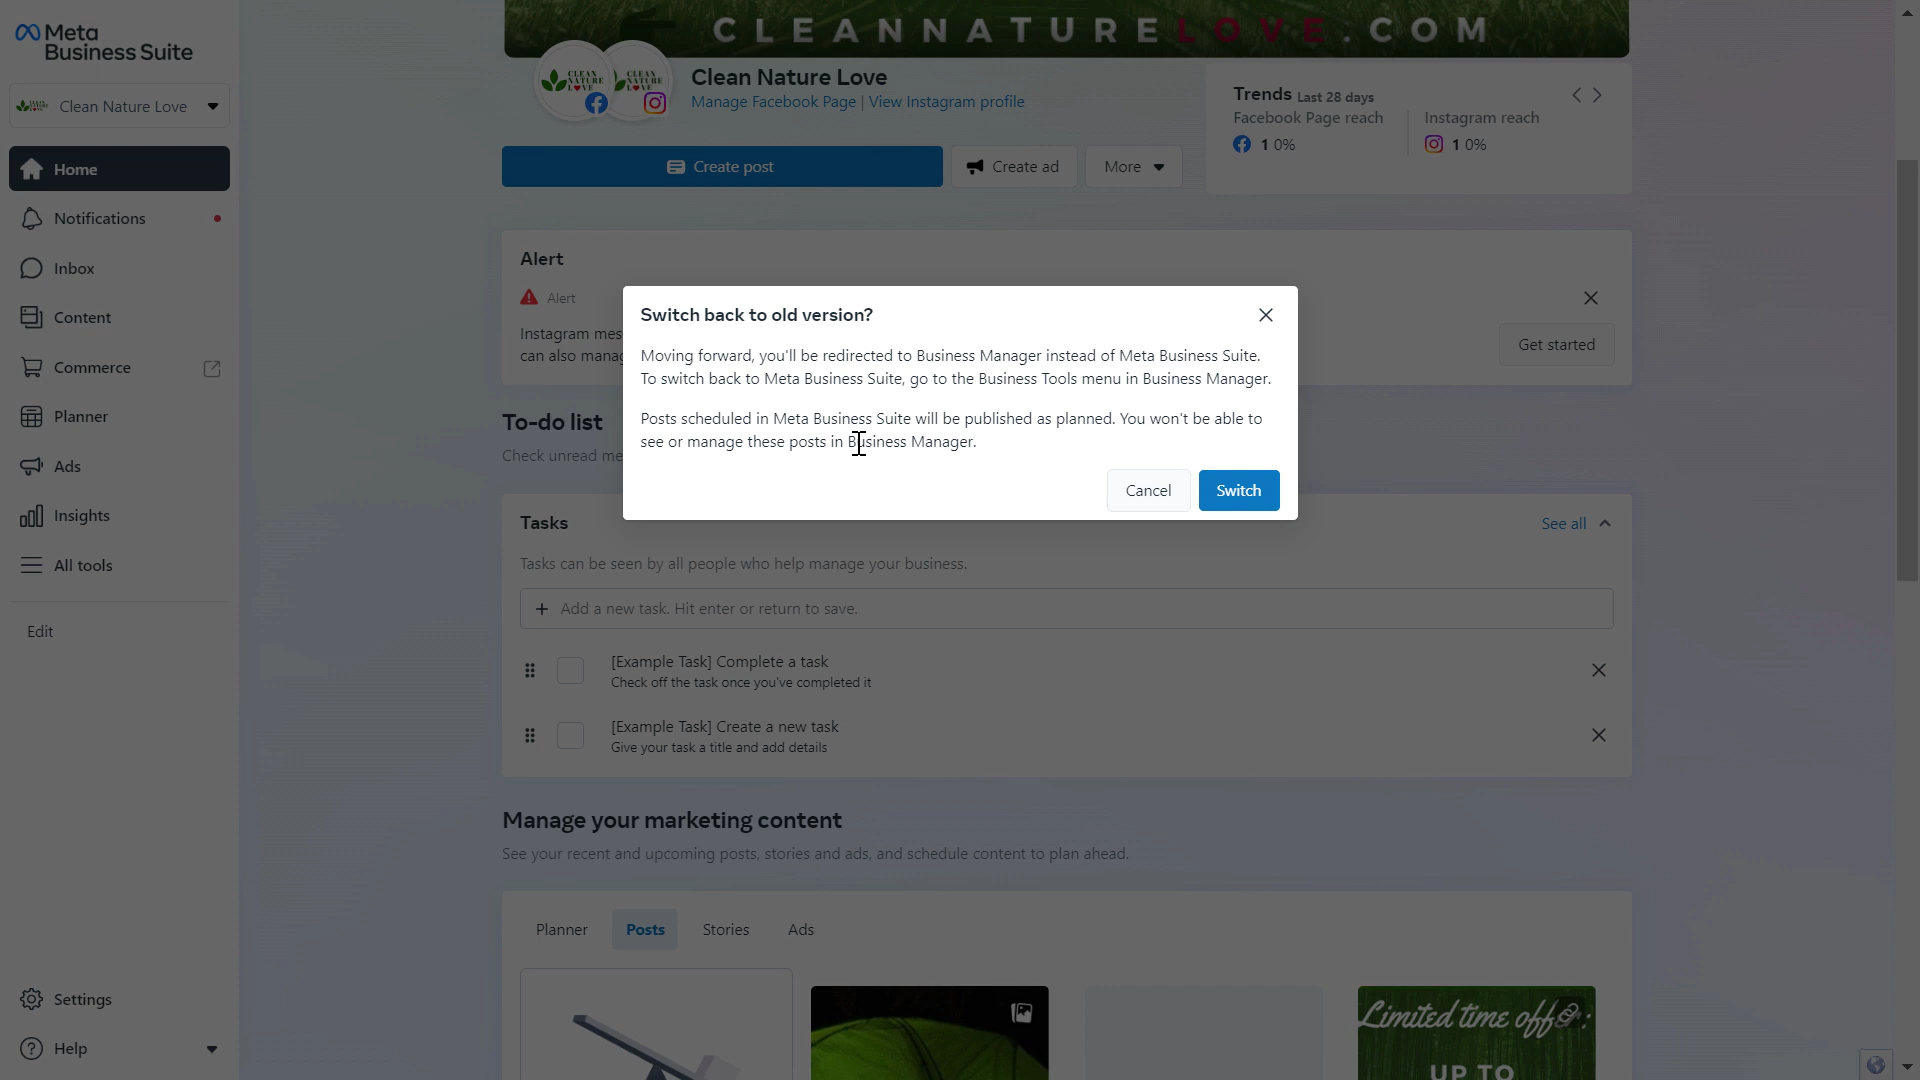 Meta
Business Suite
Clean Nature Love
Home
Notifications
Inbox
Content
Commerce
Planner
Ads
Insights
All tools
Edit
Settings
Help
CLEANNATURELOVE.COM
CLEAN
NATURE
LOVE
CLEAN
NATURE
LOVE
Clean Nature Love
Manage Facebook Page | View Instagram profile
Create post
Create ad
More
Trends Last 28 days
Facebook Page reach
1 0%
Instagram reach
1 0%
Alert
Alert
Instagram mes
can also manag
Get started
Switch back to old version?
Moving forward, you'll be redirected to Business Manager instead of Meta Business Suite.
To switch back to Meta Business Suite, go to the Business Tools menu in Business Manager.
Posts scheduled in Meta Business Suite will be published as planned. You won't be able to
see or manage these posts in Business Manager.
Cancel
Switch
To-do list
Check unread me
Tasks
See all
Tasks can be seen by all people who help manage your business.
+ Add a new task. Hit enter or return to save.
[Example Task] Complete a task
Check off the task once you've completed it
[Example Task] Create a new task
Give your task a title and add details
Manage your marketing content
See your recent and upcoming posts, stories and ads, and schedule content to plan ahead.
Planner
Posts
Stories
Ads
Limited time offer:
UP TO